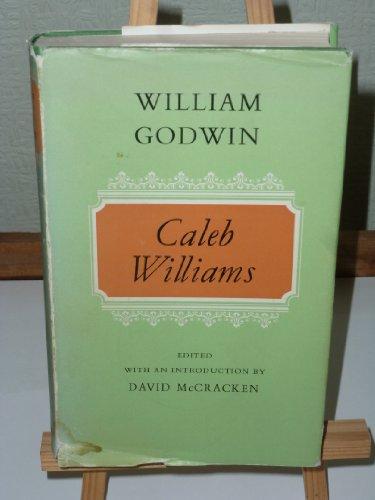 WILLIAM
GODWIN
Caleb
Williams
EDITED
WITH AN INTRODUCTION BY
DAVID McCRACKEN